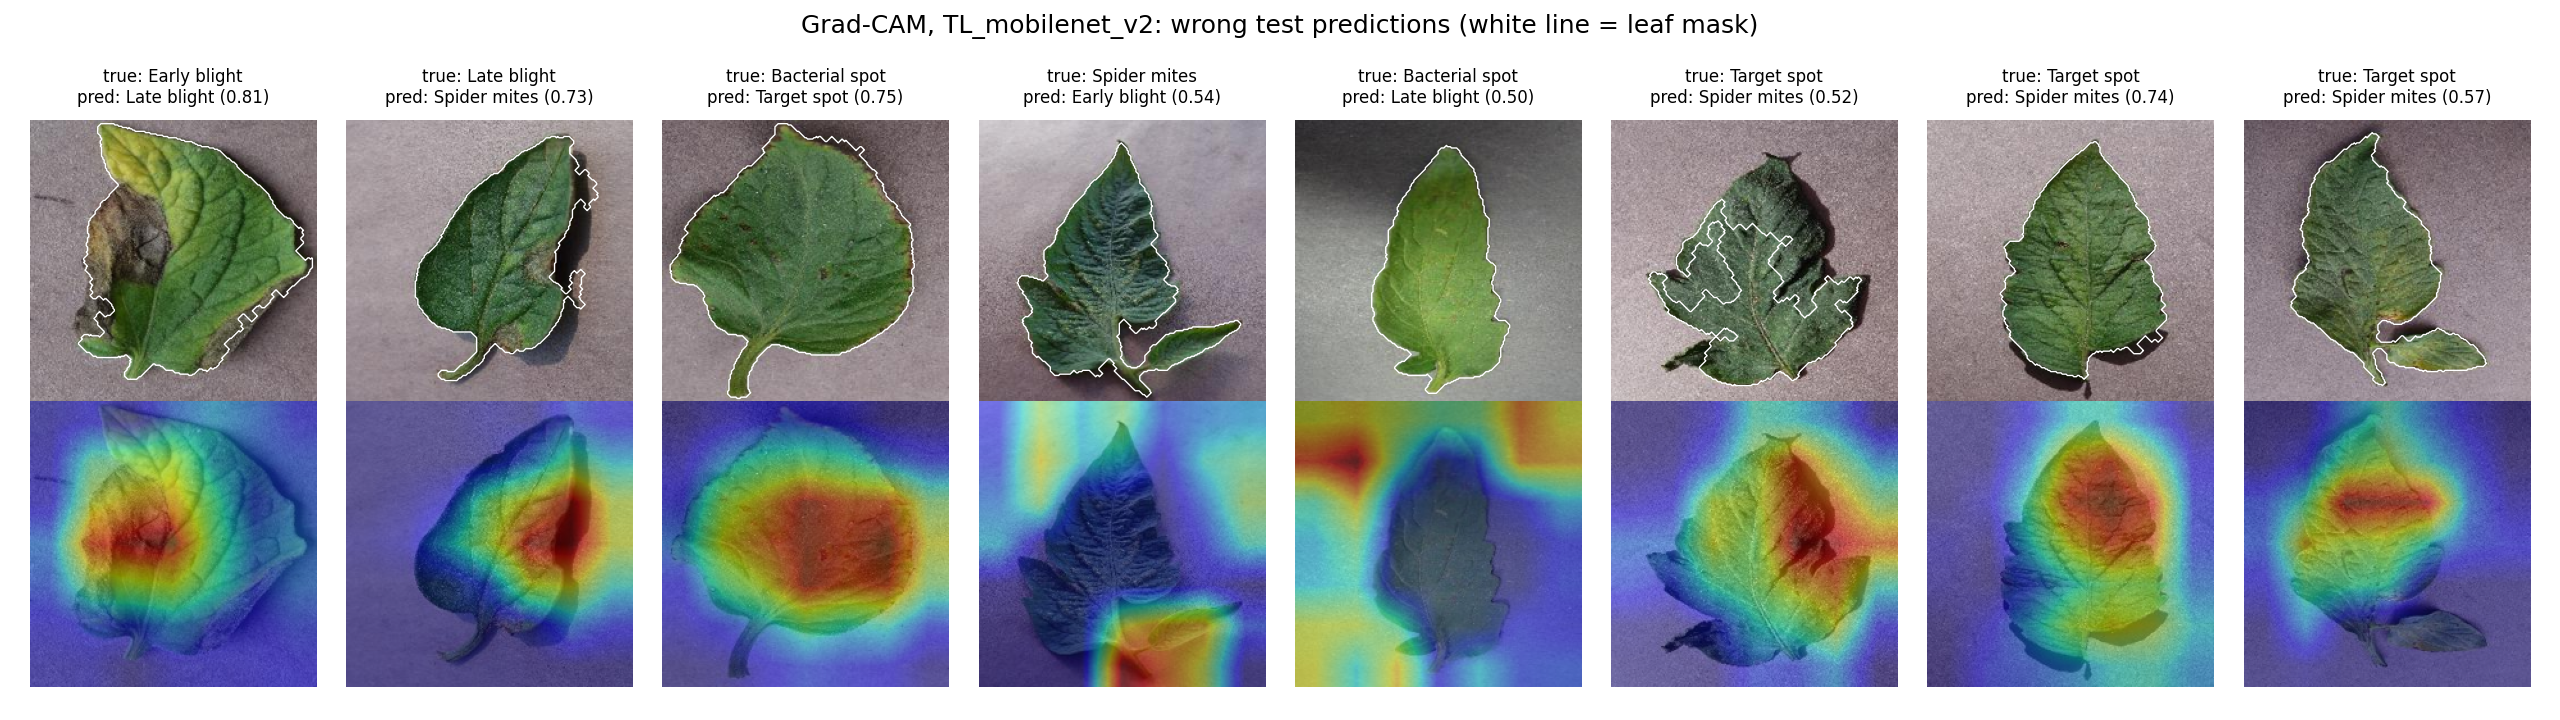 Grad-CAM, TL_mobilenet_v2: wrong test predictions (white line = leaf mask)
true: Early blight
pred: Late blight (0.81)
true: Late blight
pred: Spider mites (0.73)
true: Bacterial spot
pred: Target spot (0.75)
true: Spider mites
pred: Early blight (0.54)
true: Bacterial spot
pred: Late blight (0.50)
true: Target spot
pred: Spider mites (0.52)
true: Target spot
pred: Spider mites (0.74)
true: Target spot
pred: Spider mites (0.57)